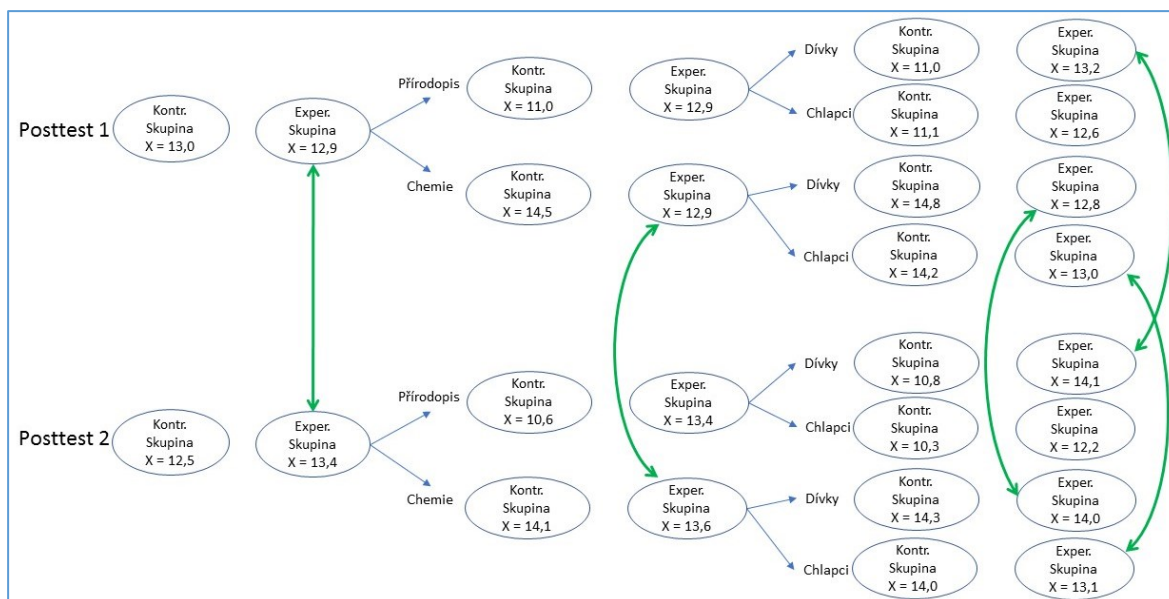 Posttest 1
Kontr.
Skupina
X = 13,0
Exper.
Skupina
X = 12,9
Přírodopis
Kontr.
Skupina
X = 11,0
Exper.
Skupina
X = 12,9
Dívky
Kontr.
Skupina
X = 11,0
Exper.
Skupina
X = 13,2
Chlapci
Kontr.
Skupina
X = 11,1
Exper.
Skupina
X = 12,6
Chemie
Kontr.
Skupina
X = 14,5
Exper.
Skupina
X = 12,9
Dívky
Kontr.
Skupina
X = 14,8
Exper.
Skupina
X = 12,8
Chlapci
Kontr.
Skupina
X = 14,2
Exper.
Skupina
X = 13,0
Posttest 2
Kontr.
Skupina
X = 12,5
Exper.
Skupina
X = 13,4
Přírodopis
Kontr.
Skupina
X = 10,6
Exper.
Skupina
X = 13,4
Dívky
Kontr.
Skupina
X = 10,8
Exper.
Skupina
X = 14,1
Chlapci
Kontr.
Skupina
X = 10,3
Exper.
Skupina
X = 12,2
Chemie
Kontr.
Skupina
X = 14,1
Exper.
Skupina
X = 13,6
Dívky
Kontr.
Skupina
X = 14,3
Exper.
Skupina
X = 14,0
Chlapci
Kontr.
Skupina
X = 14,0
Exper.
Skupina
X = 13,1